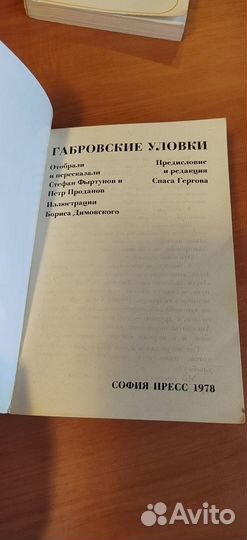 ГАБРОВСКИЕ УЛОВКИ
Отобрали
и пересказали
Стефан Фыртунов и
Петр Проданов
Иллюстрации
Бориса Димовского
Предисловие
и редакция
Спаса Гергова
СОФИЯ ПРЕСС 1978
Avito